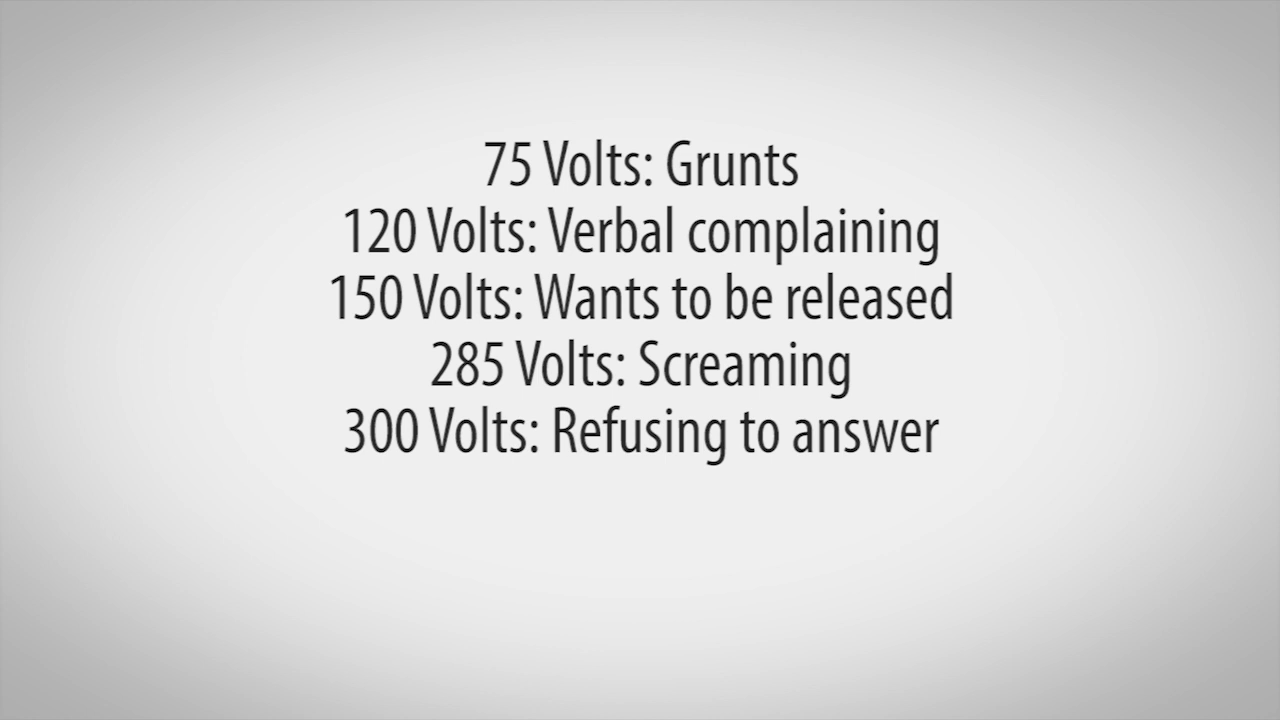 75 Volts: Grunts
120 Volts: Verbal complaining
150 Volts: Wants to be released
285 Volts: Screaming
300 Volts: Refusing to answer